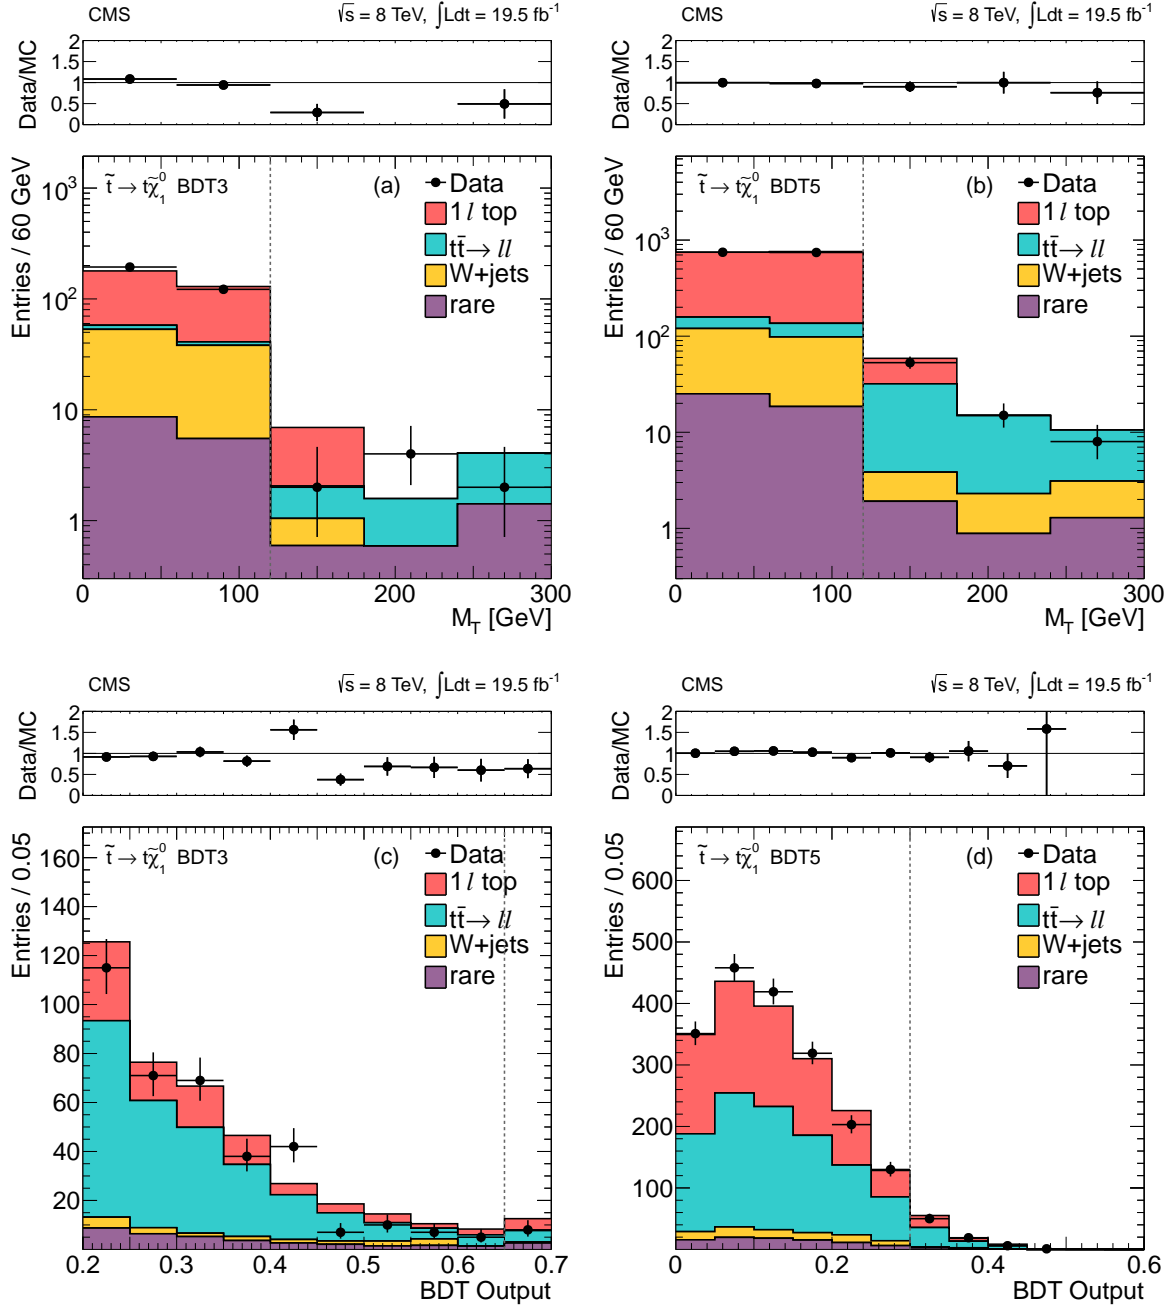 CMS √s = 8 TeV, ∫Ldt = 19.5 fb⁻¹
Data/MC
2
1.5
1
0.5
0
Entries / 60 GeV
t̃ → tχ̃₁⁰ BDT3
(a)
Data
1 l top
tt̄ → ll
W+jets
rare
10³
10²
10
1
0 100 200 300
M_T [GeV]
CMS √s = 8 TeV, ∫Ldt = 19.5 fb⁻¹
Data/MC
2
1.5
1
0.5
0
Entries / 60 GeV
t̃ → tχ̃₁⁰ BDT5
(b)
Data
1 l top
tt̄ → ll
W+jets
rare
10³
10²
10
1
0 100 200 300
M_T [GeV]
CMS √s = 8 TeV, ∫Ldt = 19.5 fb⁻¹
Data/MC
2
1.5
1
0.5
0
Entries / 0.05
t̃ → tχ̃₁⁰ BDT3
(c)
Data
1 l top
tt̄ → ll
W+jets
rare
160
140
120
100
80
60
40
20
0.2 0.3 0.4 0.5 0.6 0.7
BDT Output
CMS √s = 8 TeV, ∫Ldt = 19.5 fb⁻¹
Data/MC
2
1.5
1
0.5
0
Entries / 0.05
t̃ → tχ̃₁⁰ BDT5
(d)
Data
1 l top
tt̄ → ll
W+jets
rare
600
500
400
300
200
100
0 0.2 0.4 0.6
BDT Output